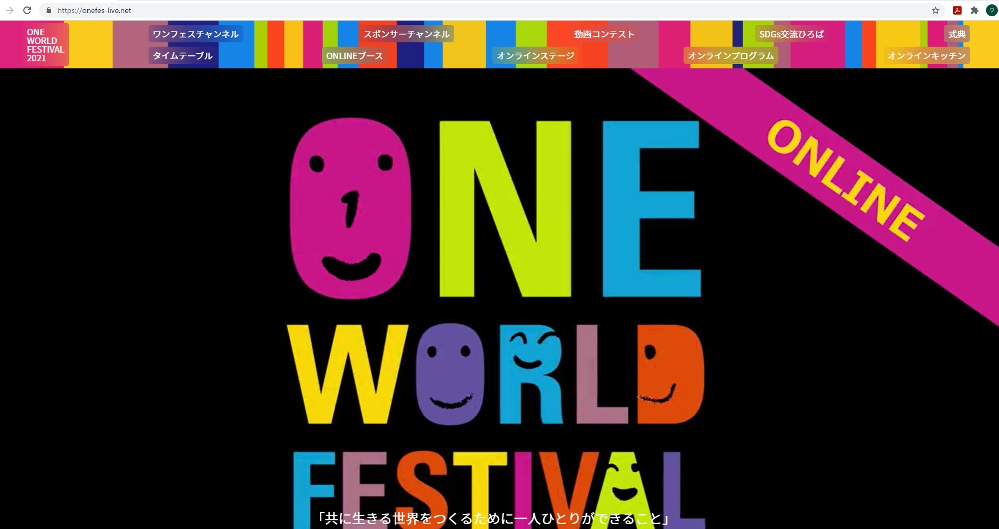 https://onefes-live.net
ワ
ONE
WORLD
FESTIVAL
2021
ワンフェスチャンネル
スポンサーチャンネル
動画コンテスト
SDGs交流ひろば
式典
タイムテーブル
ONLINEブース
オンラインステージ
オンラインプログラム
オンラインキッチン
ONLINE
ONE
WORLD
FESTIVAL
「共に生きる世界をつくるために一人ひとりができること」